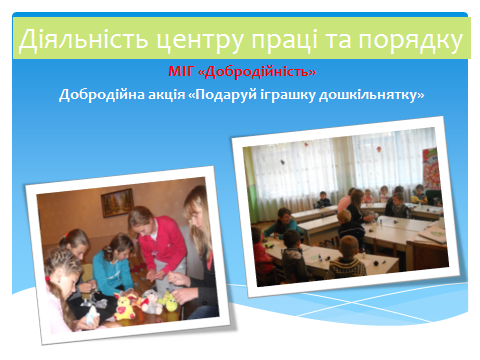 Діяльність центру праці та порядку
МІГ «Добродійність»
Добродійна акція «Подаруй іграшку дошкільнятку»